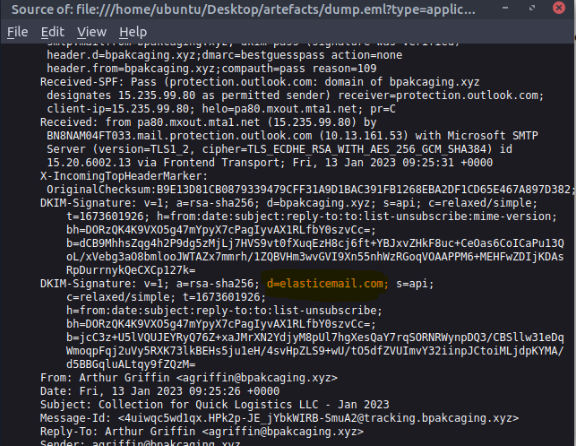 Source of: file:///home/ubuntu/Desktop/artefacts/dump.eml?type=applic...
File Edit View Help
header.d=bpakcaging.xyz;dmarc=bestguesspass action=none
header.from=bpakcaging.xyz;compauth=pass reason=109
Received-SPF: Pass (protection.outlook.com: domain of bpakcaging.xyz
designates 15.235.99.80 as permitted sender) receiver=protection.outlook.com;
client-ip=15.235.99.80; helo=pa80.mxout.mta1.net; pr=C
Received: from pa80.mxout.mta1.net (15.235.99.80) by
BN8NAM04FT033.mail.protection.outlook.com (10.13.161.53) with Microsoft SMTP
Server (version=TLS1_2, cipher=TLS_ECDHE_RSA_WITH_AES_256_GCM_SHA384) id
15.20.6002.13 via Frontend Transport; Fri, 13 Jan 2023 09:25:31 +0000
X-IncomingTopHeaderMarker:
OriginalChecksum:B9E13D81CB0879339479CFF31A9D1BAC391FB1268EBA2DF1CD65E467A897D382;
DKIM-Signature: v=1; a=rsa-sha256; d=bpakcaging.xyz; s=api; c=relaxed/simple;
t=1673601926; h=from:date:subject:reply-to:to:list-unsubscribe:mime-version;
bh=DORzQK4K9VXO5g47mYpyX7cPagIyvAX1RLfbY0szvCc=;
b=dCB9MhhsZqg4h2P9dg5zMjLj7HVS9vt0fXuqEzH8cj6ft+YBJxvZHkF8uc+CeOas6CoICaPu13Q
oL/xVebg3aO8bmlooJWTAZx7mmrh/1ZQBVHm3wvGVI9Xn55nhWzRGoqVOAAPPM6+MEHFwZDIjKDAs
RpDurrnykQeCXCp127k=
DKIM-Signature: v=1; a=rsa-sha256; d=elasticemail.com; s=api;
c=relaxed/simple; t=1673601926;
h=from:date:subject:reply-to:to:list-unsubscribe;
bh=DORzQK4K9VXO5g47mYpyX7cPagIyvAX1RLfbY0szvCc=;
b=jcC3z+U5lVQUJEYRyQ76Z+xaJMrXN2YdjyM8pUl7hgXesQaY7rqSORNRWynpDQ3/CBSllw31eDq
WmoqpFqj2uVy5RXK73lkBEHs5ju1eH/4svHpZLS9+wU/tO5dfZVUImvY32iinpJCtoiMLjdpKYMA/
d5BBGqluALtqy9fZQzM=
From: Arthur Griffin <agriffin@bpakcaging.xyz>
Date: Fri, 13 Jan 2023 09:25:26 +0000
Subject: Collection for Quick Logistics LLC - Jan 2023
Message-Id: <4uiwqc5wd1qx.HPk2p-JE_jYbkWIRB-SmuA2@tracking.bpakcaging.xyz>
Reply-To: Arthur Griffin <agriffin@bpakcaging.xyz>
Sender: agriffin@bpakcaging.xyz